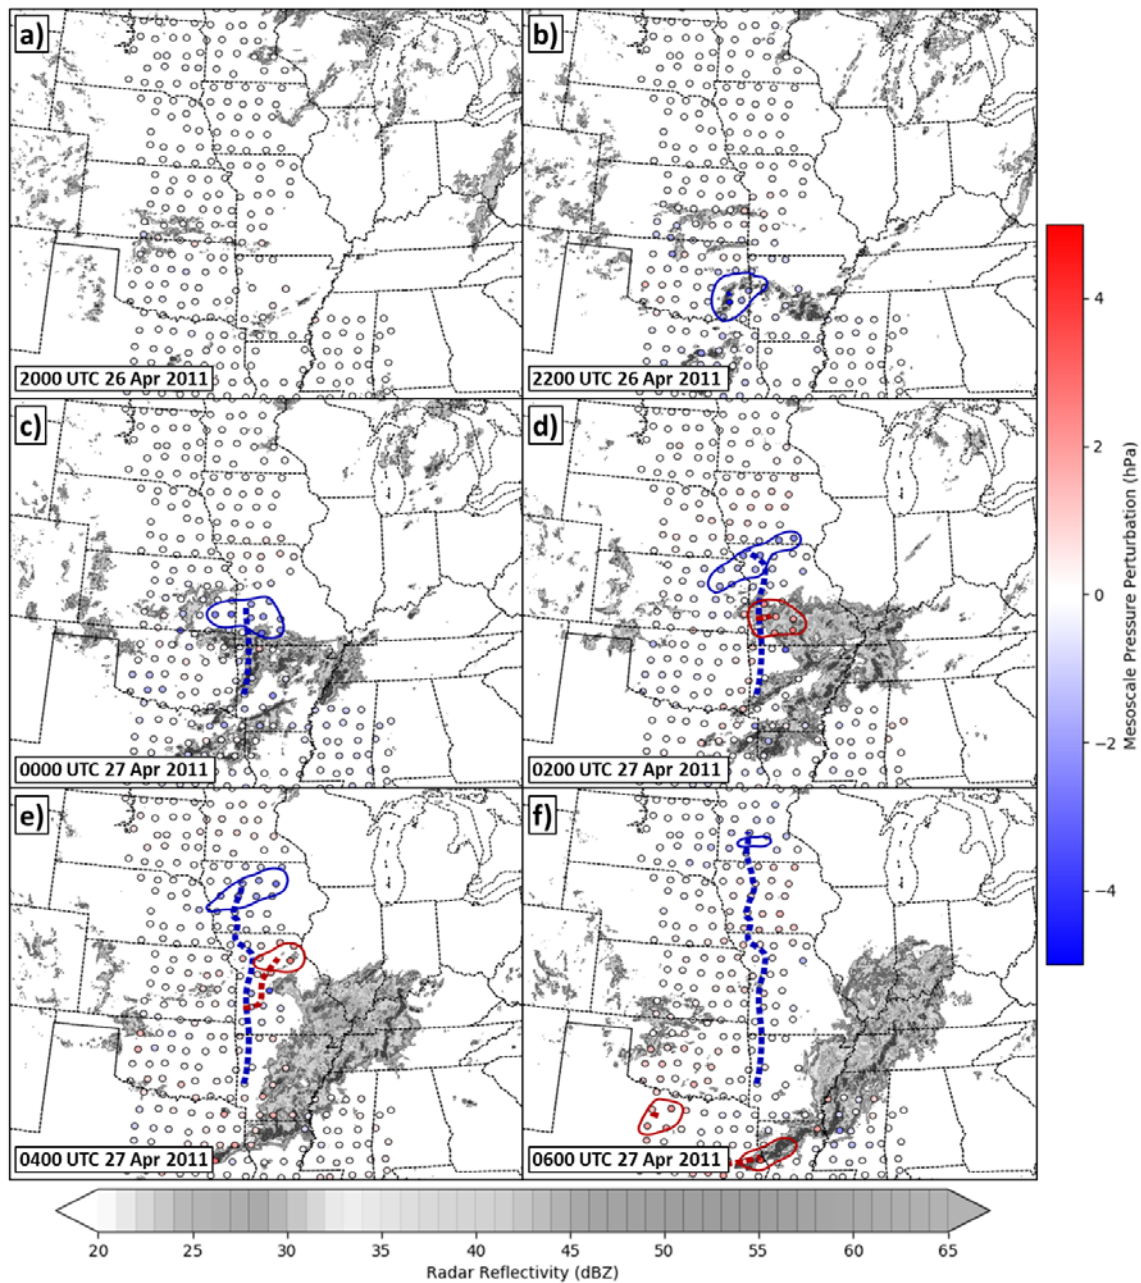 a)
2000 UTC 26 Apr 2011
b)
2200 UTC 26 Apr 2011
c)
0000 UTC 27 Apr 2011
d)
0200 UTC 27 Apr 2011
e)
0400 UTC 27 Apr 2011
f)
0600 UTC 27 Apr 2011
4
2
0
−2
−4
Mesoscale Pressure Perturbation (hPa)
20 25 30 35 40 45 50 55 60 65
Radar Reflectivity (dBZ)